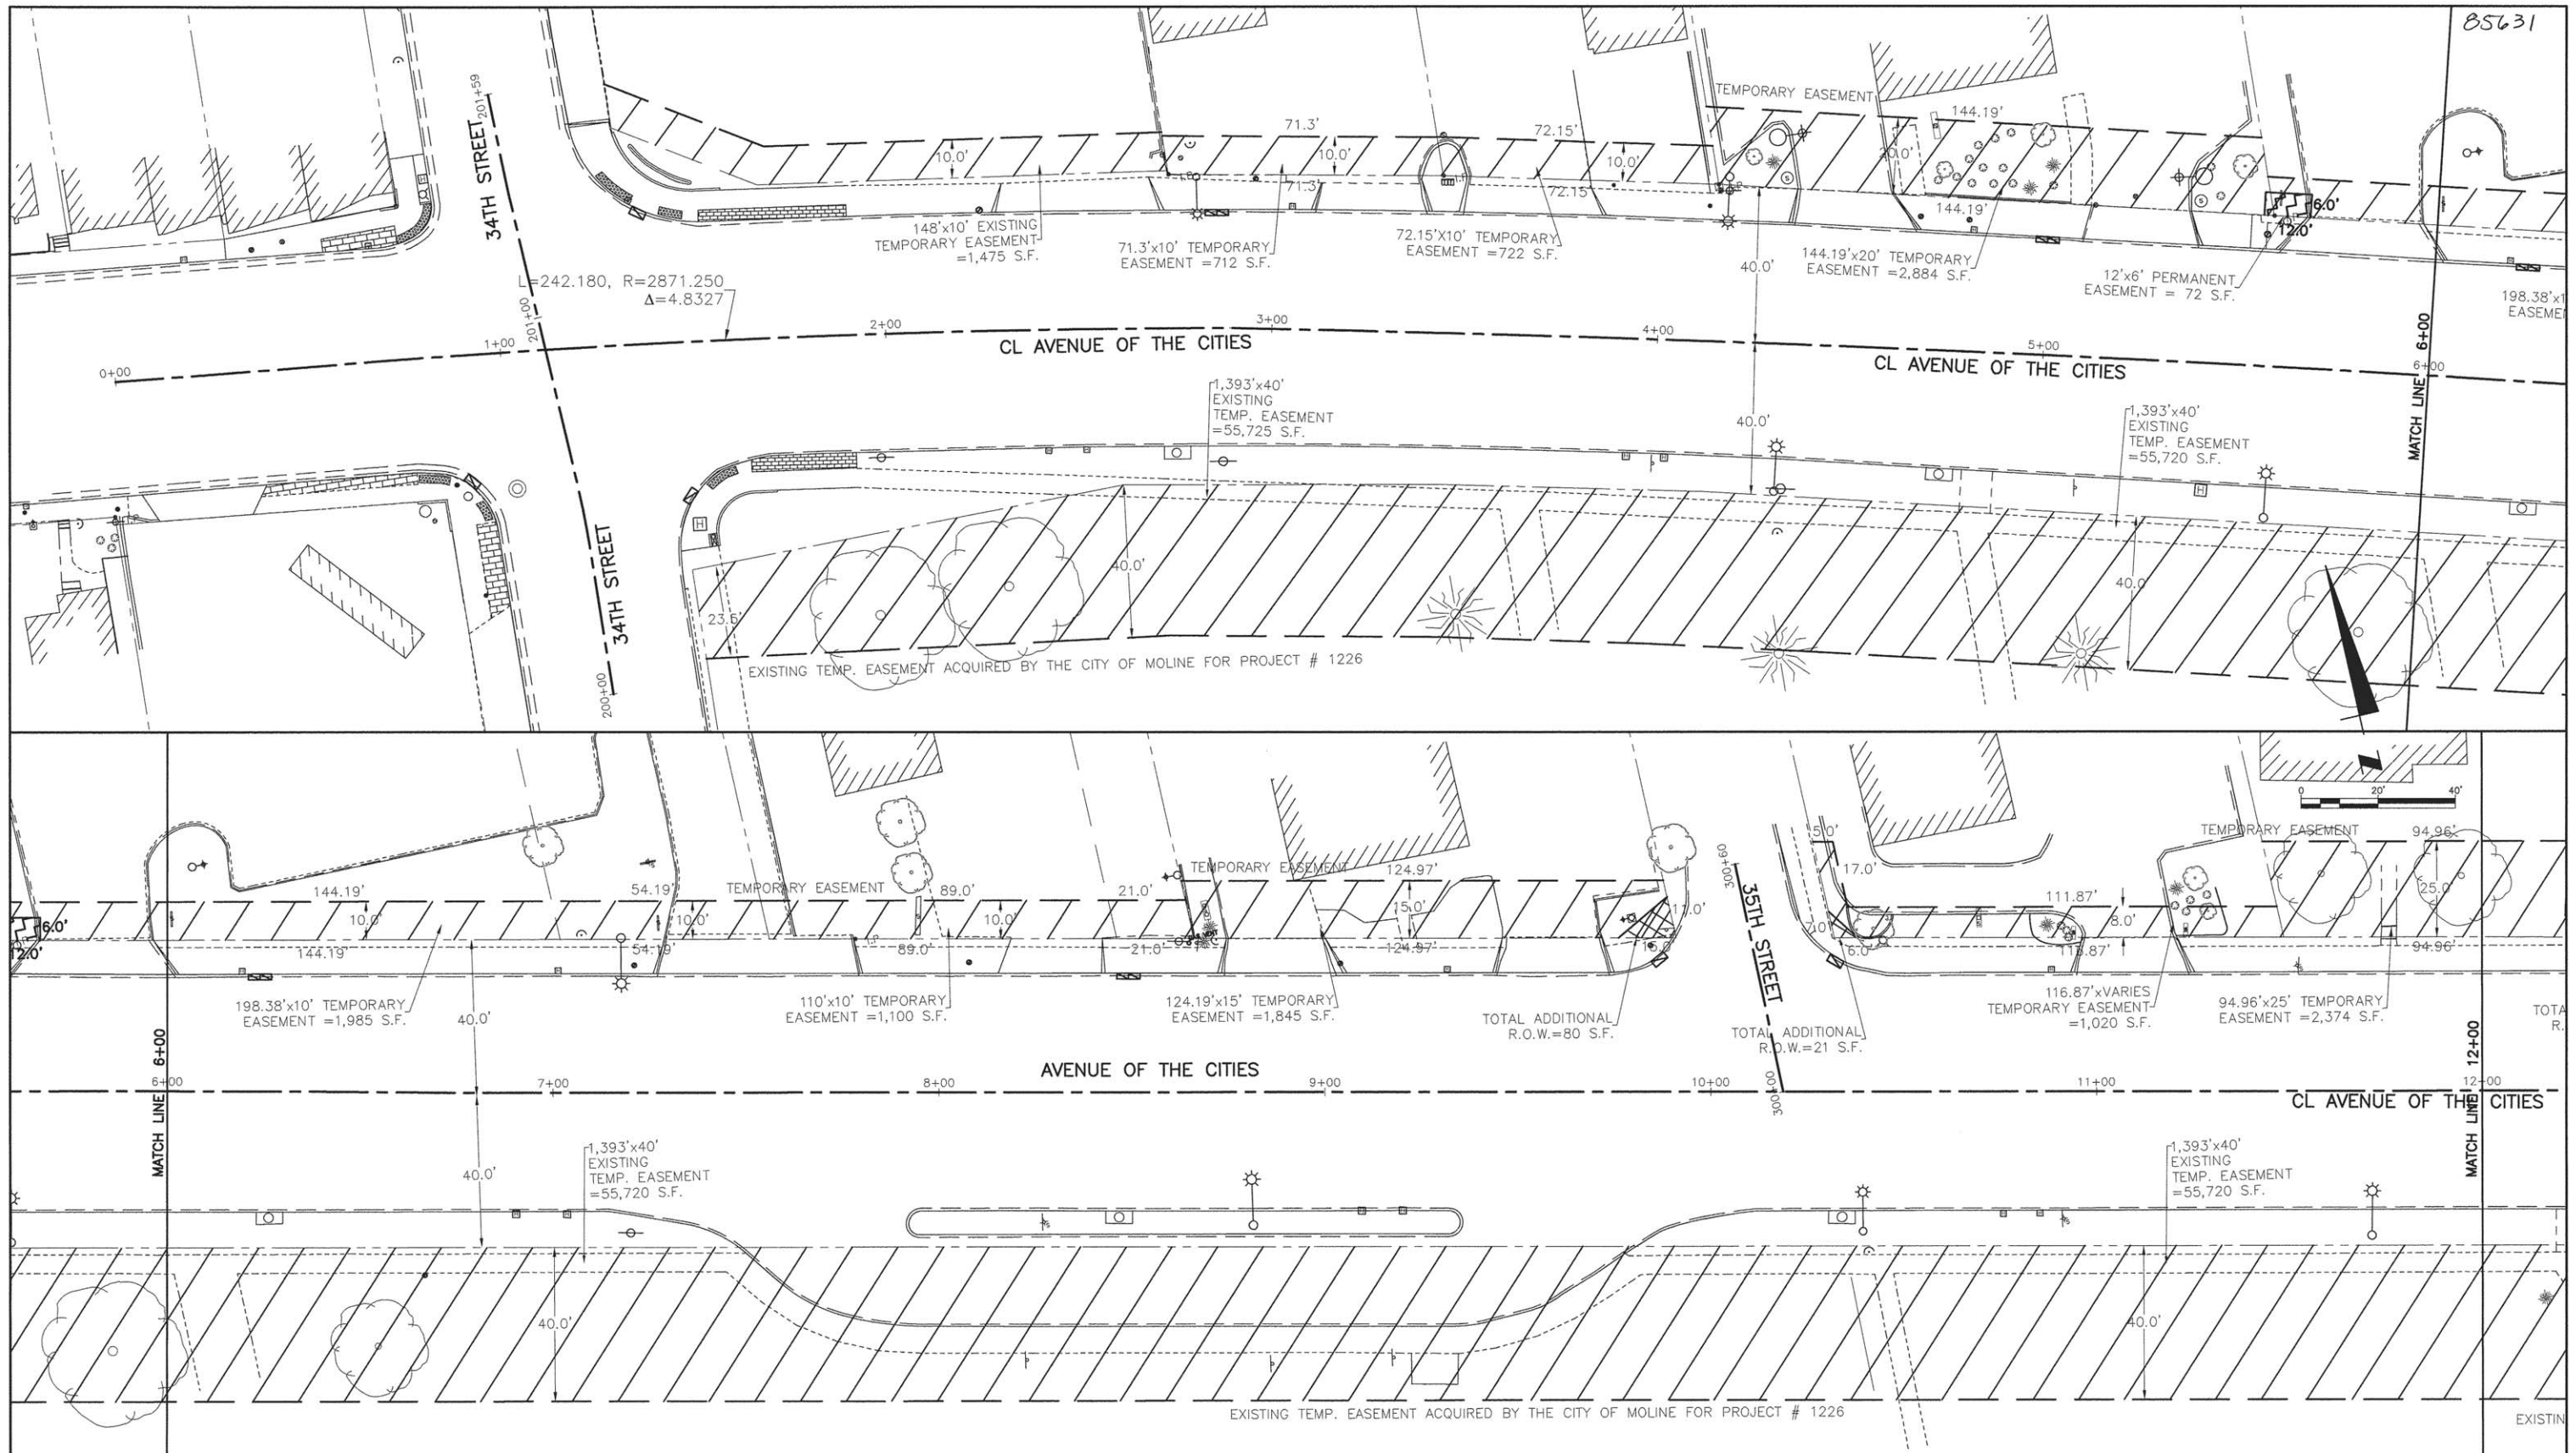 85631
34TH STREET
201+59
TEMPORARY EASEMENT
144.19'
71.3'
72.15'
10.0'
10.0'
10.0'
20.0'
71.3'
72.15'
144.19'
6.0'
12.0'
148'x10' EXISTING
TEMPORARY EASEMENT
=1,475 S.F.
71.3'x10' TEMPORARY
EASEMENT =712 S.F.
72.15'X10' TEMPORARY
EASEMENT =722 S.F.
144.19'x20' TEMPORARY
EASEMENT =2,884 S.F.
12'x6' PERMANENT
EASEMENT = 72 S.F.
198.38'x1
EASEME
40.0'
L=242.180, R=2871.250
Δ=4.8327
201+00
0+00
1+00
2+00
3+00
4+00
5+00
6+00
CL AVENUE OF THE CITIES
CL AVENUE OF THE CITIES
MATCH LINE 6+00
1,393'x40'
EXISTING
TEMP. EASEMENT
=55,725 S.F.
40.0'
1,393'x40'
EXISTING
TEMP. EASEMENT
=55,720 S.F.
H
H
34TH STREET
200+00
23.5'
40.0'
40.0'
EXISTING TEMP. EASEMENT ACQUIRED BY THE CITY OF MOLINE FOR PROJECT # 1226
0 20' 40'
TEMPORARY EASEMENT
94.96'
TEMPORARY EASEMENT
124.97'
5.0'
17.0'
144.19'
54.19'
TEMPORARY EASEMENT
89.0'
21.0'
111.87'
25.0'
10.0'
10.0'
10.0'
15.0'
8.0'
6.0'
12.0'
144.19'
54.19'
89.0'
21.0'
124.97'
6.0'
94.96'
300+60
35TH STREET
198.38'x10' TEMPORARY
EASEMENT =1,985 S.F.
110'x10' TEMPORARY
EASEMENT =1,100 S.F.
124.19'x15' TEMPORARY
EASEMENT =1,845 S.F.
TOTAL ADDITIONAL
R.O.W.=80 S.F.
TOTAL ADDITIONAL
R.O.W.=21 S.F.
116.87'xVARIES
TEMPORARY EASEMENT
=1,020 S.F.
94.96'x25' TEMPORARY
EASEMENT =2,374 S.F.
TOTA
R.
40.0'
MATCH LINE 6+00
6+00
7+00
8+00
9+00
10+00
11+00
12+00
AVENUE OF THE CITIES
300+00
CL AVENUE OF THE CITIES
MATCH LINE 12+00
40.0'
1,393'x40'
EXISTING
TEMP. EASEMENT
=55,720 S.F.
1,393'x40'
EXISTING
TEMP. EASEMENT
=55,720 S.F.
40.0'
40.0'
EXISTING TEMP. EASEMENT ACQUIRED BY THE CITY OF MOLINE FOR PROJECT # 1226
EXISTIN